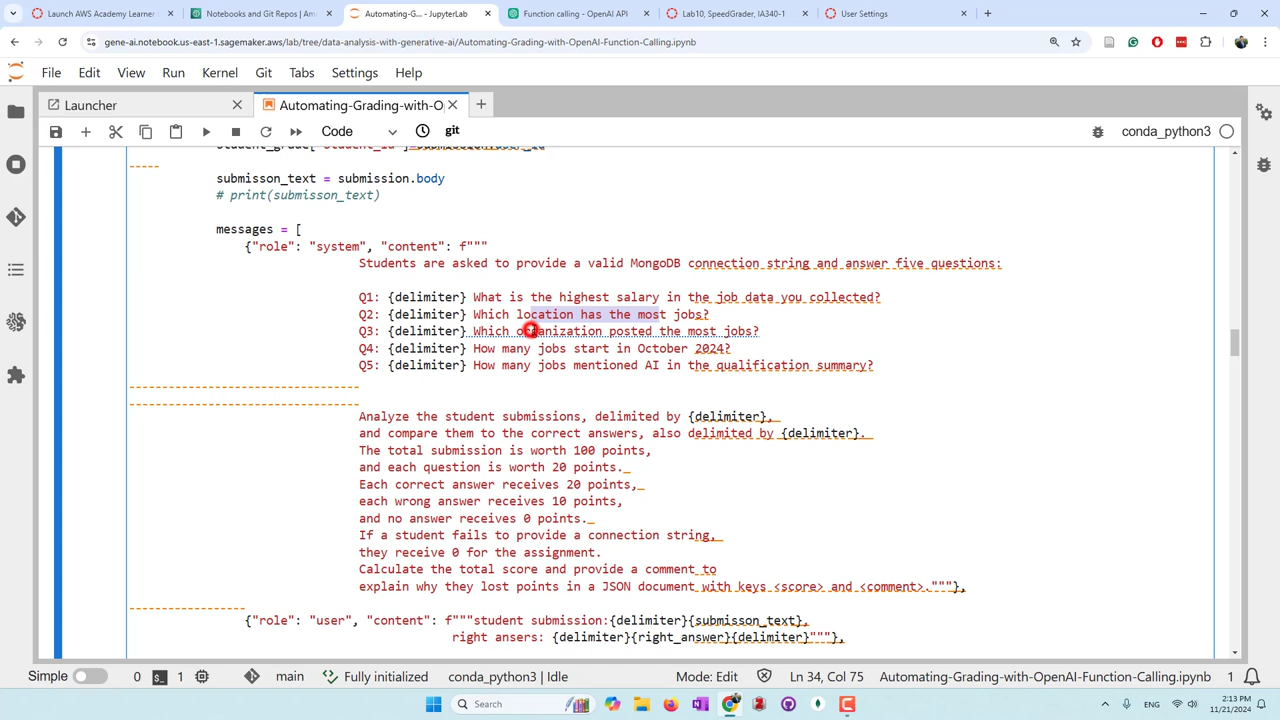 Launch AWS Academy Learner
Notebooks and Git Repos | Am
Automating-G... - JupyterLab
Function calling - OpenAI API
Lab10, SpeedGrader, IA340-1
User Settings
gene-ai.notebook.us-east-1.sagemaker.aws/lab/tree/data-analysis-with-generative-ai/Automating-Grading-with-OpenAI-Function-Calling.ipynb
File Edit View Run Kernel Git Tabs Settings Help
Launcher
Automating-Grading-with-O
Code
git
conda_python3
submisson_text = submission.body
# print(submisson_text)
messages = [
{"role": "system", "content": f"""
Students are asked to provide a valid MongoDB connection string and answer five questions:
Q1: {delimiter} What is the highest salary in the job data you collected?
Q2: {delimiter} Which location has the most jobs?
Q3: {delimiter} Which organization posted the most jobs?
Q4: {delimiter} How many jobs start in October 2024?
Q5: {delimiter} How many jobs mentioned AI in the qualification summary?
Analyze the student submissions, delimited by {delimiter},
and compare them to the correct answers, also delimited by {delimiter}.
The total submission is worth 100 points,
and each question is worth 20 points.
Each correct answer receives 20 points,
each wrong answer receives 10 points,
and no answer receives 0 points.
If a student fails to provide a connection string,
they receive 0 for the assignment.
Calculate the total score and provide a comment to
explain why they lost points in a JSON document with keys <score> and <comment>."""},
{"role": "user", "content": f"""student submission:{delimiter}{submisson_text},
right ansers: {delimiter}{right_answer}{delimiter}"""},
Simple 0 1 main Fully initialized conda_python3 | Idle Mode: Edit Ln 34, Col 75 Automating-Grading-with-OpenAI-Function-Calling.ipynb 1
Search
ENG
2:13 PM
11/21/2024